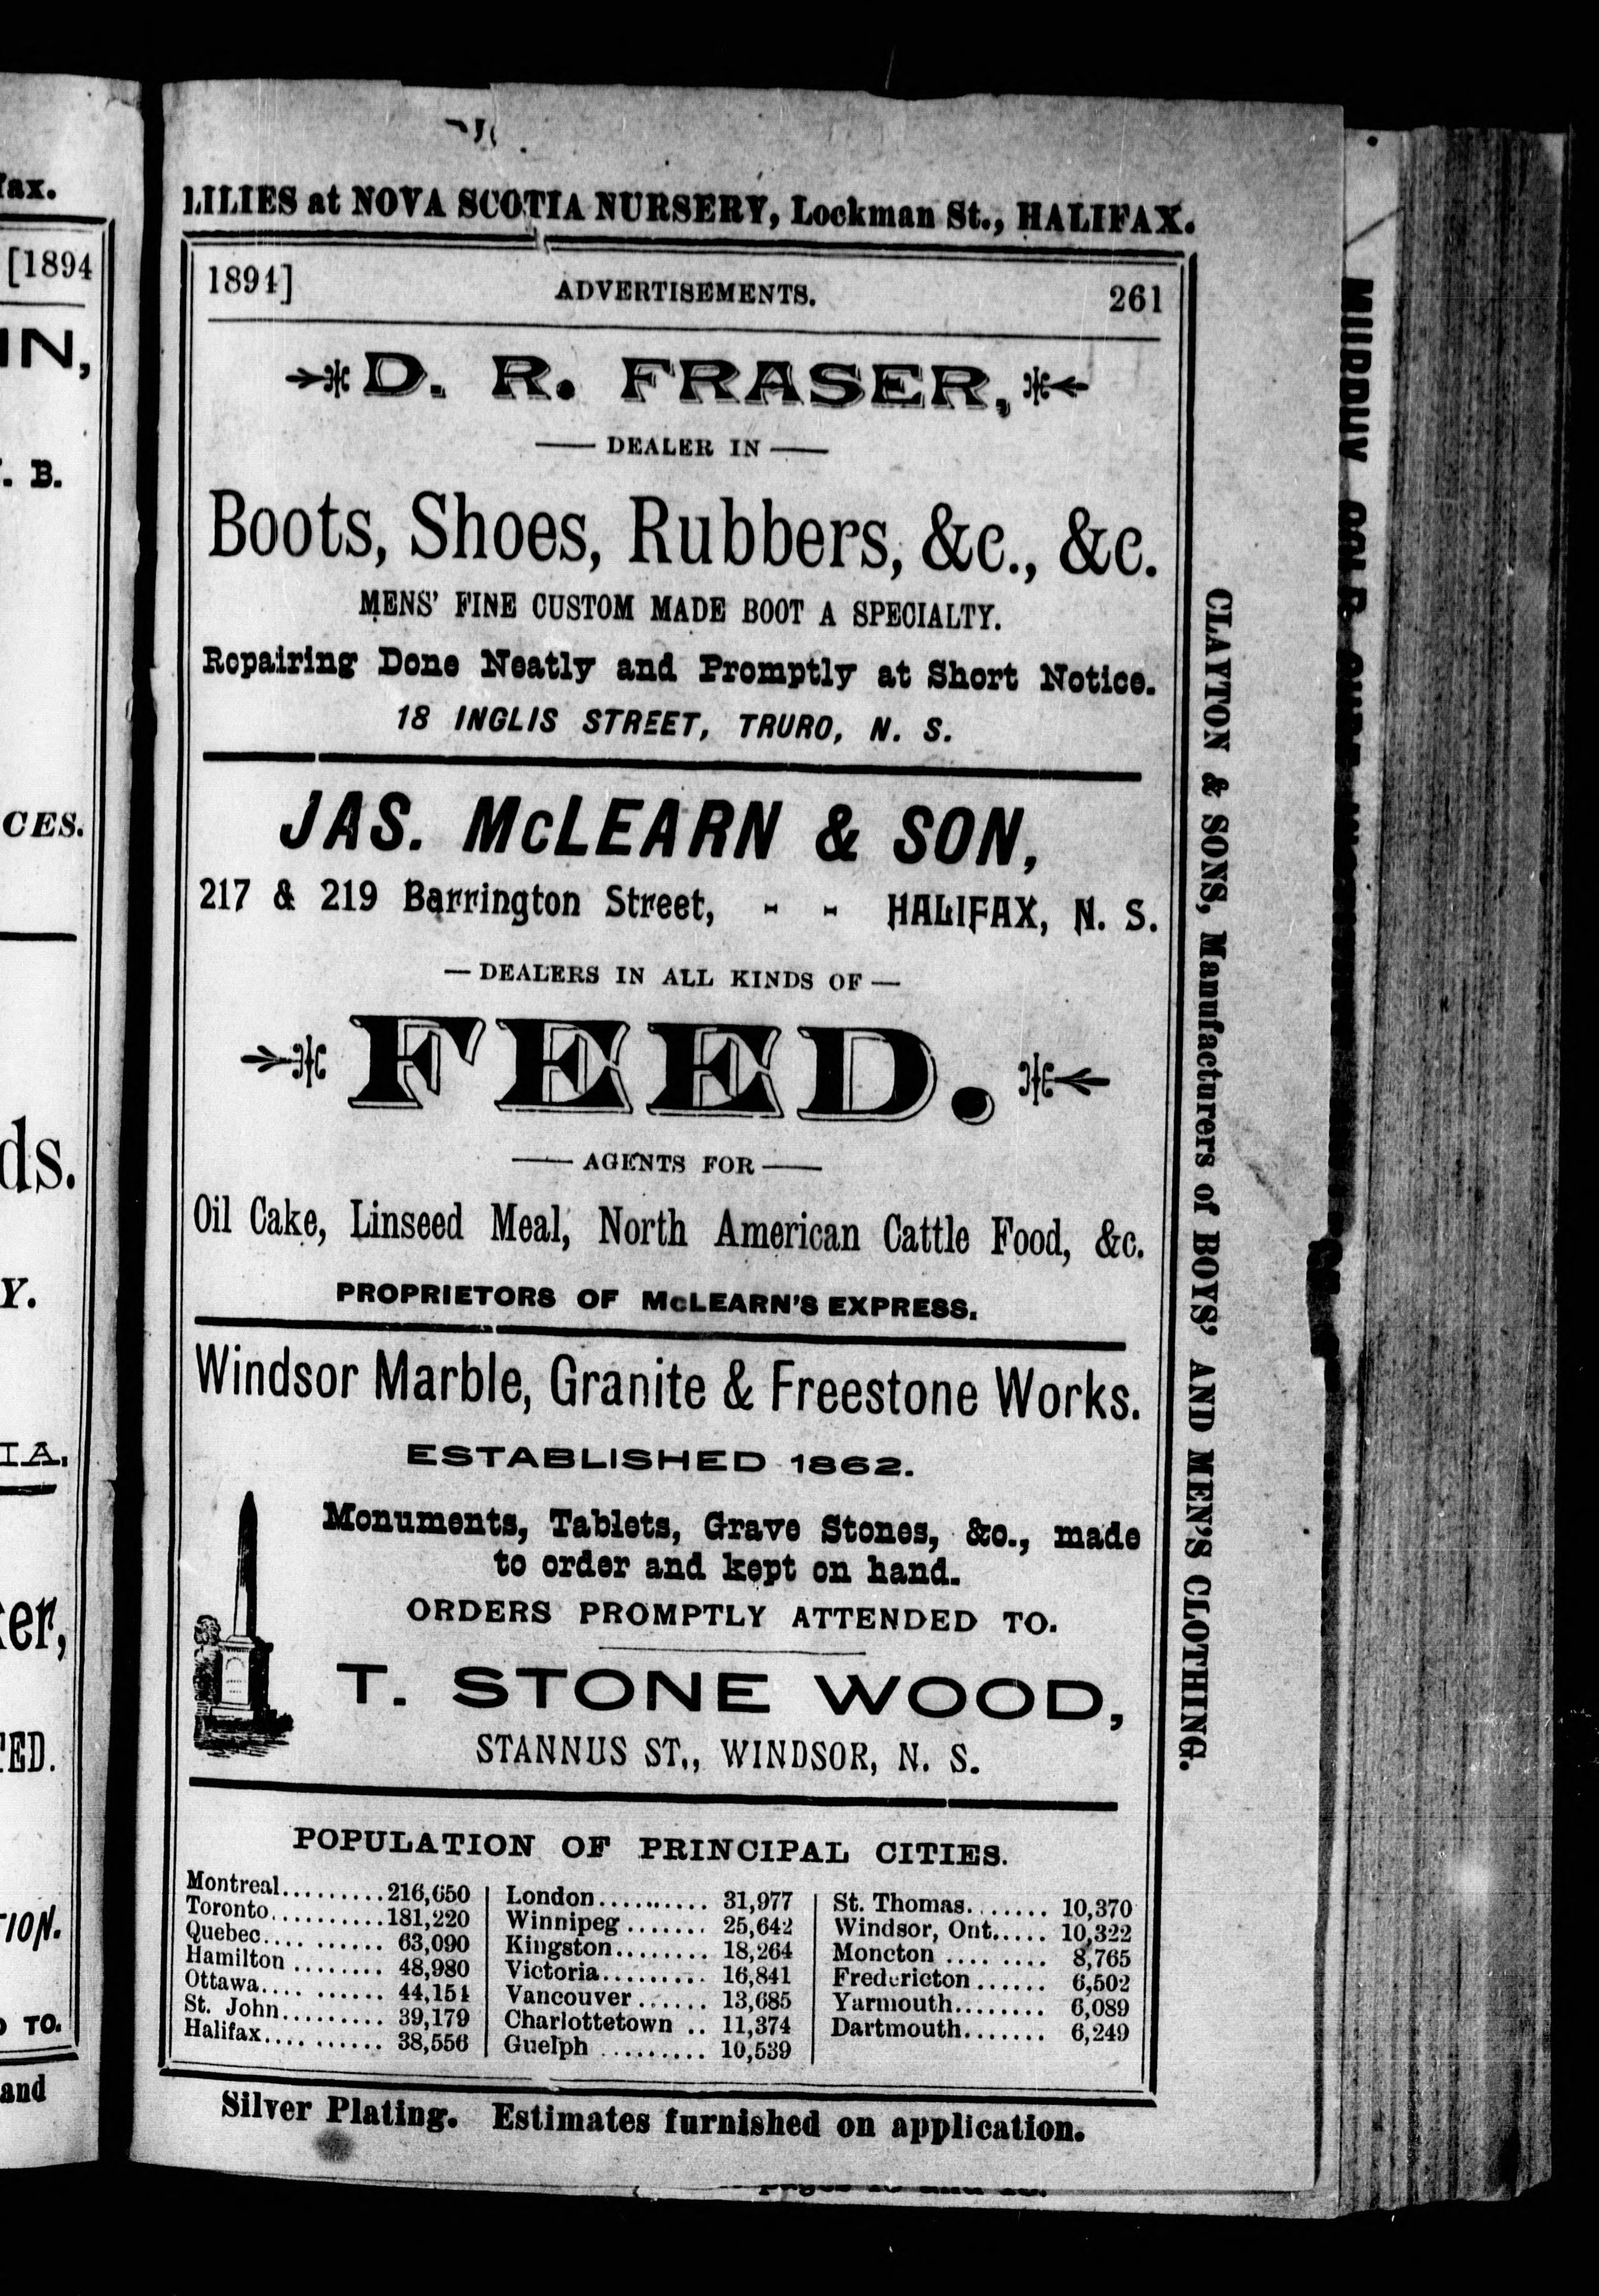 LILIES at NOVA SCOTIA NURSERY, Lockman St., HALIFAX.
1894] ADVERTISEMENTS. 261
D. R. FRASER,
DEALER IN
Boots, Shoes, Rubbers, &c., &c.
MENS' FINE CUSTOM MADE BOOT A SPECIALTY.
Repairing Done Neatly and Promptly at Short Notice.
18 INGLIS STREET, TRURO, N. S.
JAS. McLEARN & SON,
217 & 219 Barrington Street, - - HALIFAX, N. S.
— DEALERS IN ALL KINDS OF —
FEED.
AGENTS FOR
Oil Cake, Linseed Meal, North American Cattle Food, &c.
PROPRIETORS OF McLEARN'S EXPRESS.
Windsor Marble, Granite & Freestone Works.
ESTABLISHED 1862.
Monuments, Tablets, Grave Stones, &c., made
to order and kept on hand.
ORDERS PROMPTLY ATTENDED TO.
T. STONE WOOD,
STANNUS ST., WINDSOR, N. S.
POPULATION OF PRINCIPAL CITIES.
Montreal.........216,650
Toronto..........181,220
Quebec.......... 63,090
Hamilton ........ 48,980
Ottawa.......... 44,154
St. John......... 39,179
Halifax.......... 38,556
London.......... 31,977
Winnipeg....... 25,642
Kingston........ 18,264
Victoria......... 16,841
Vancouver...... 13,685
Charlottetown .. 11,374
Guelph ......... 10,539
St. Thomas....... 10,370
Windsor, Ont..... 10,322
Moncton ........ 8,765
Fredericton...... 6,502
Yarmouth........ 6,089
Dartmouth....... 6,249
Silver Plating. Estimates furnished on application.
CLAYTON & SONS, Manufacturers of BOYS' AND MEN'S CLOTHING.
[1894
IN,
. B.
CES.
ds.
Y.
IA.
er,
ED.
TO.
and